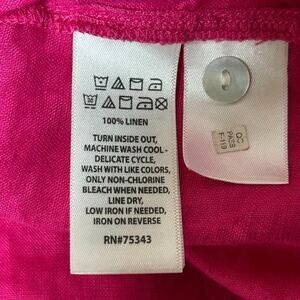 100% LINEN
TURN INSIDE OUT,
MACHINE WASH COOL -
DELICATE CYCLE,
WASH WITH LIKE COLORS,
ONLY NON-CHLORINE
BLEACH WHEN NEEDED,
LINE DRY,
LOW IRON IF NEEDED,
IRON ON REVERSE
RN#75343
QC
PASS
F119